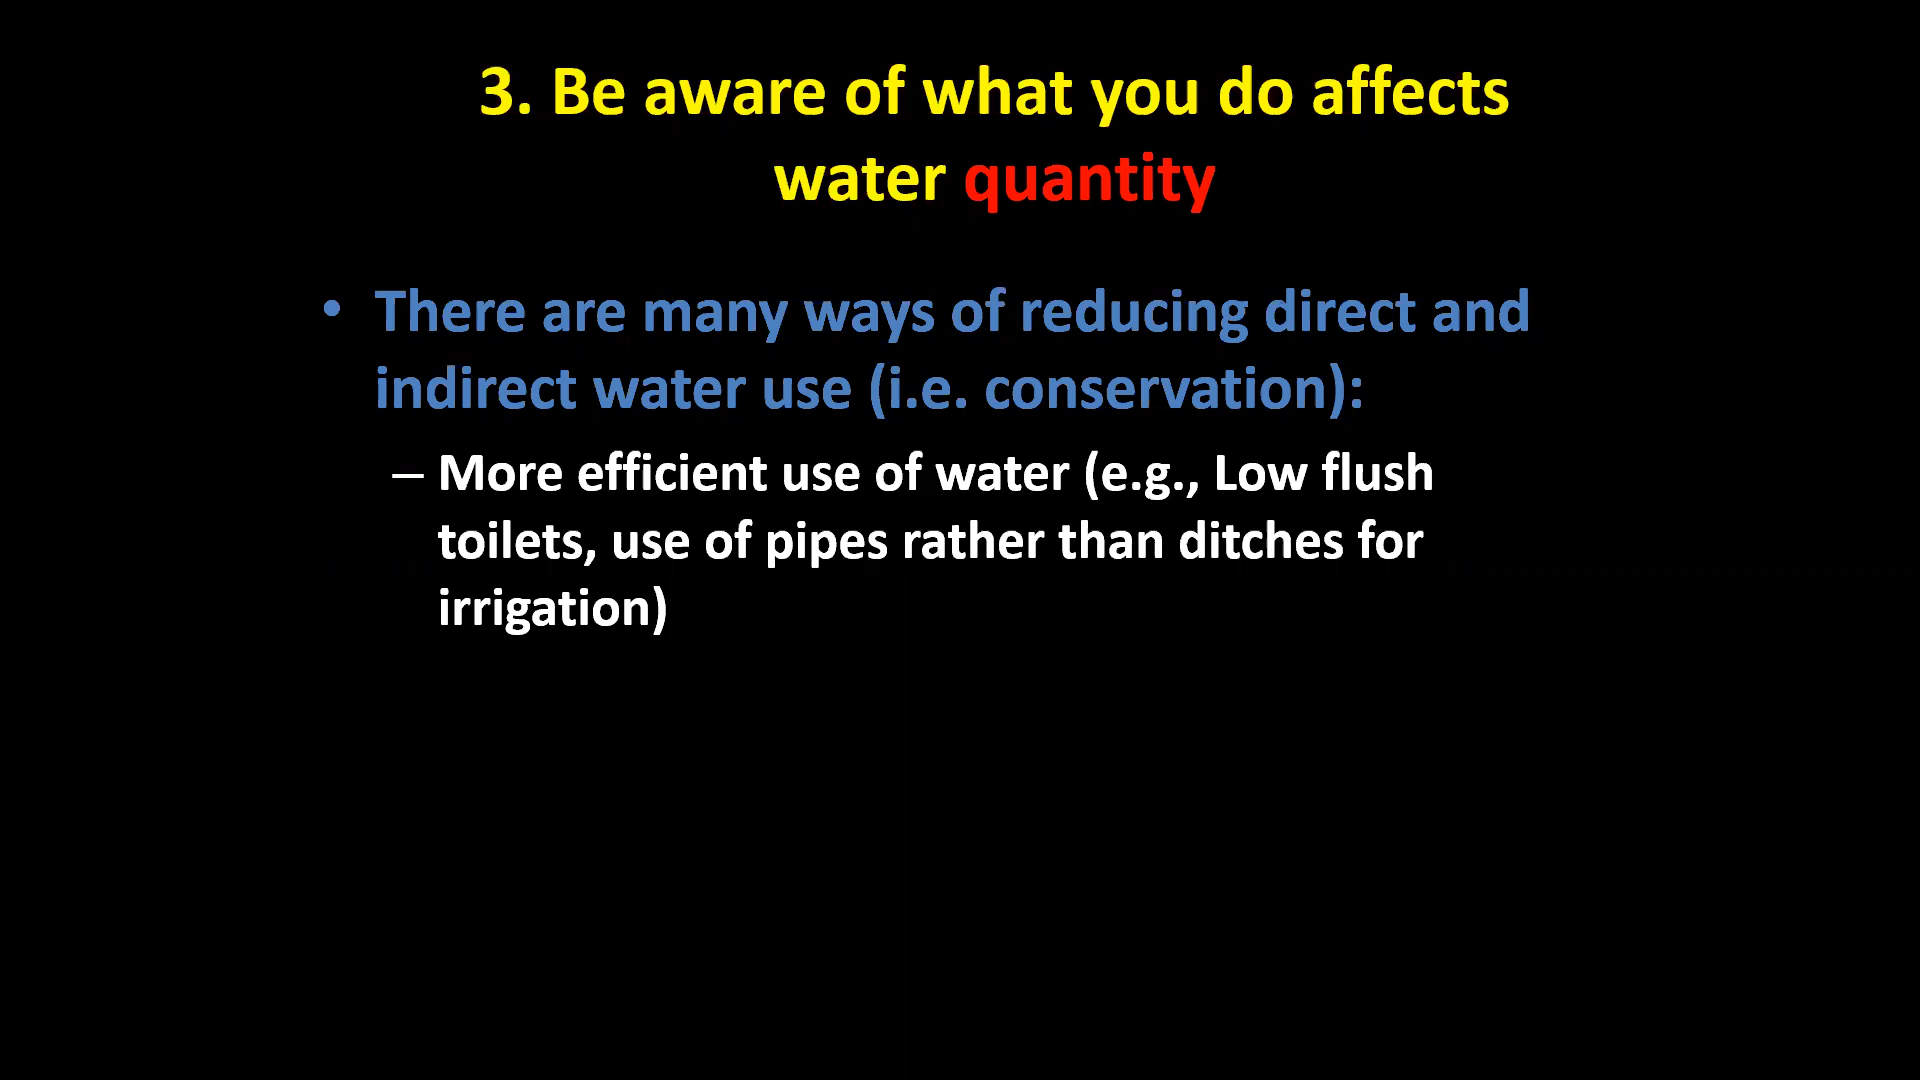 3. Be aware of what you do affects
water quantity
• There are many ways of reducing direct and
indirect water use (i.e. conservation):
– More efficient use of water (e.g., Low flush
toilets, use of pipes rather than ditches for
irrigation)